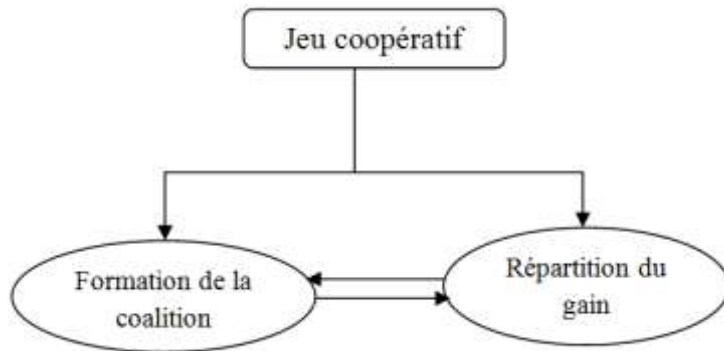 Jeu coopératif
Formation de la
coalition
Répartition du
gain